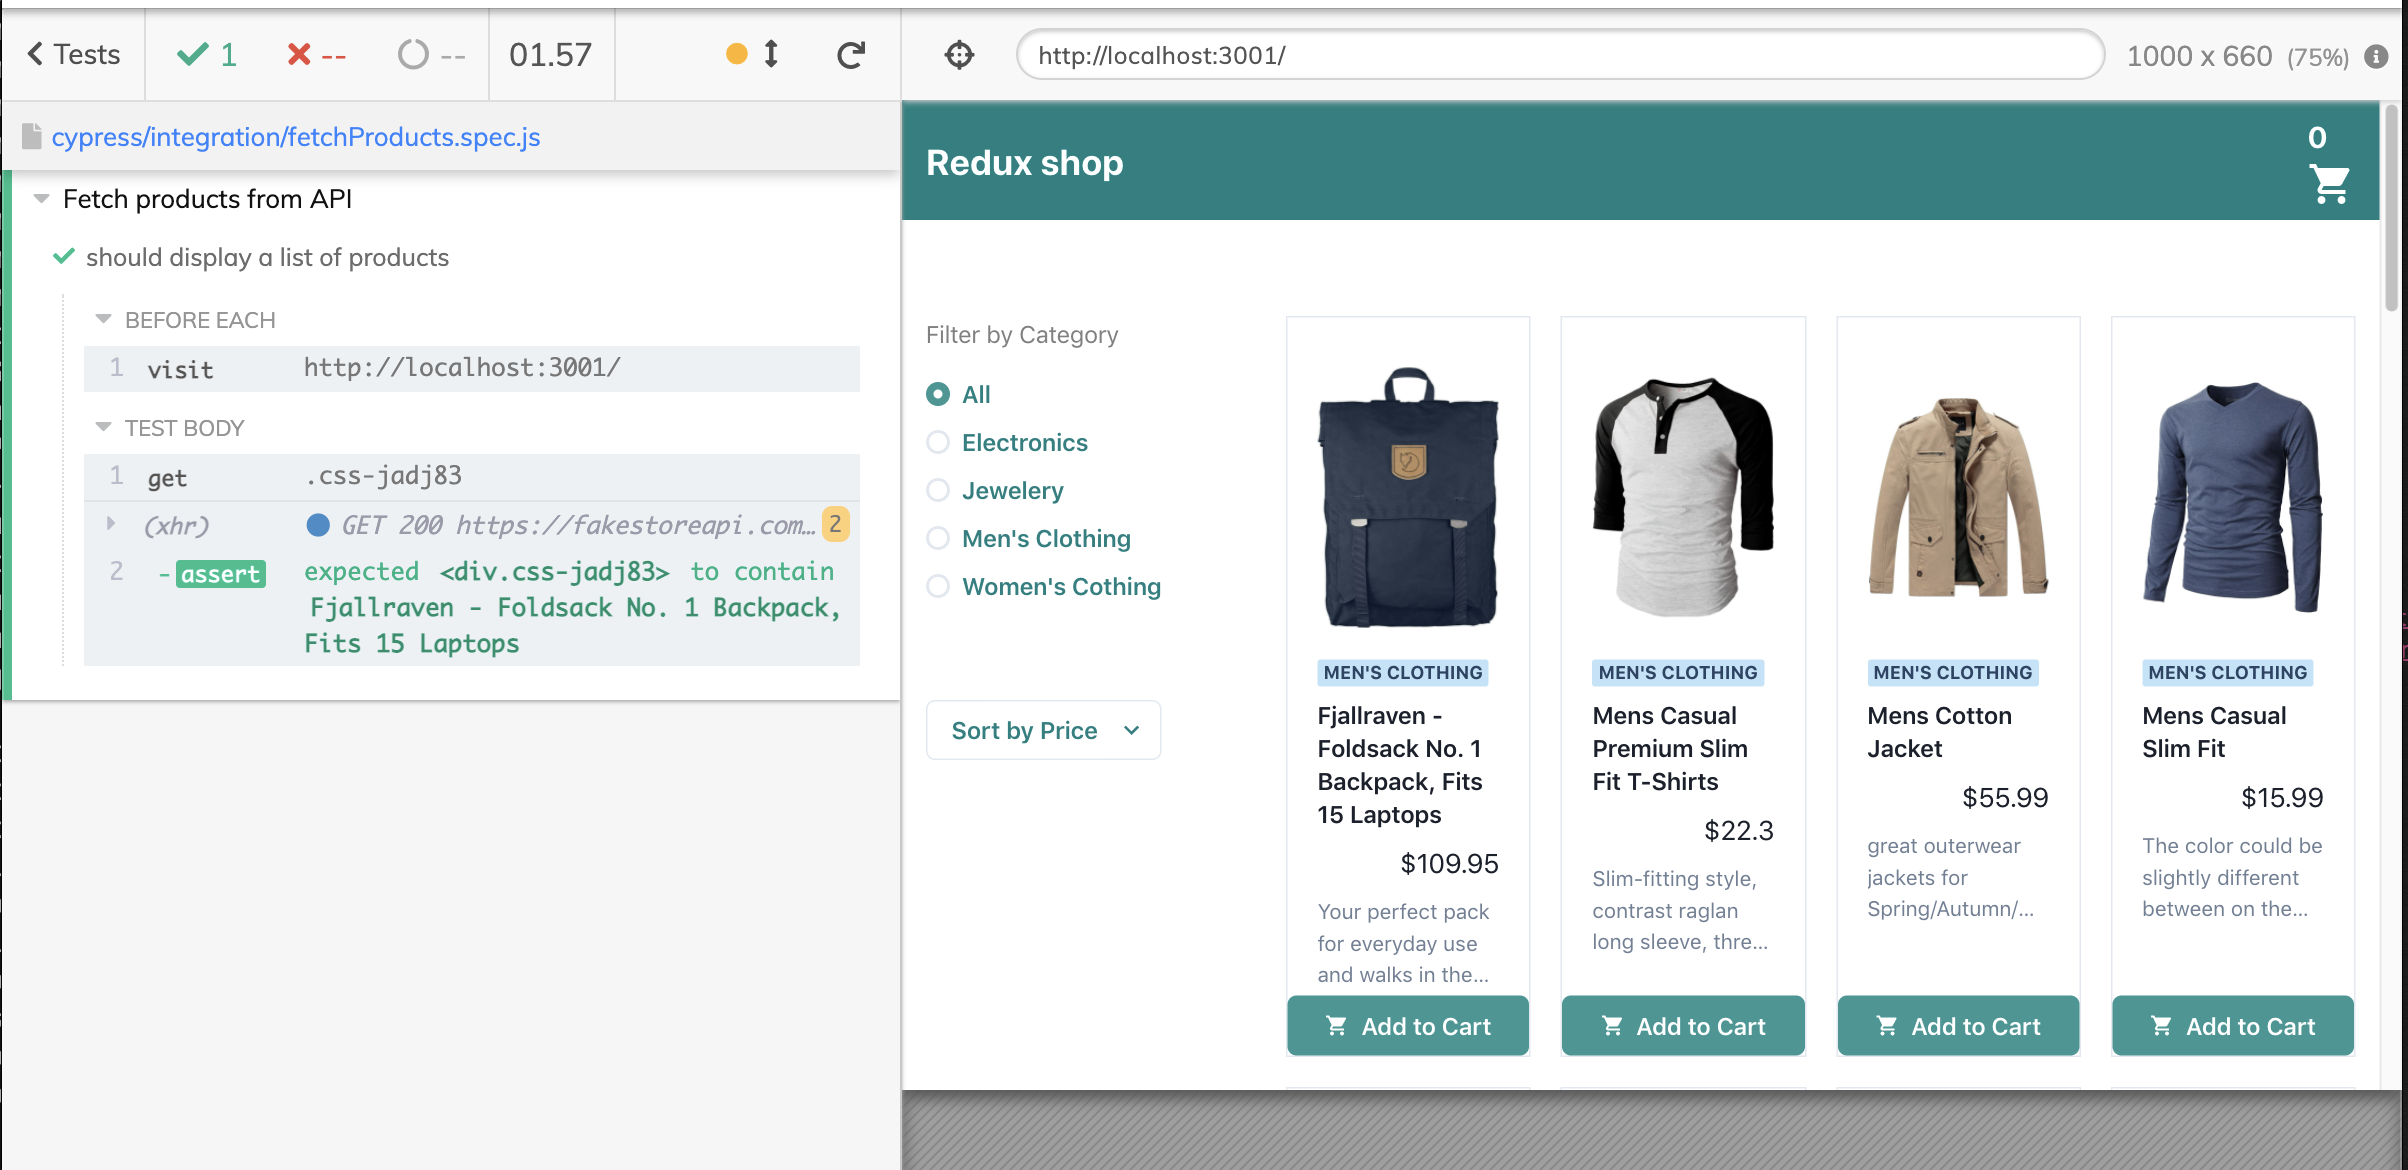 Tests
1
--
--
01.57
http://localhost:3001/
1000 x 660 (75%)
cypress/integration/fetchProducts.spec.js
Fetch products from API
should display a list of products
BEFORE EACH
1 visit http://localhost:3001/
TEST BODY
1 get .css-jadj83
(xhr) GET 200 https://fakestoreapi.com… 2
2 -assert expected <div.css-jadj83> to contain
Fjallraven - Foldsack No. 1 Backpack,
Fits 15 Laptops
Redux shop
0
Filter by Category
All
Electronics
Jewelery
Men's Clothing
Women's Cothing
Sort by Price
MEN'S CLOTHING
Fjallraven -
Foldsack No. 1
Backpack, Fits
15 Laptops
$109.95
Your perfect pack
for everyday use
and walks in the...
Add to Cart
MEN'S CLOTHING
Mens Casual
Premium Slim
Fit T-Shirts
$22.3
Slim-fitting style,
contrast raglan
long sleeve, thre...
Add to Cart
MEN'S CLOTHING
Mens Cotton
Jacket
$55.99
great outerwear
jackets for
Spring/Autumn/...
Add to Cart
MEN'S CLOTHING
Mens Casual
Slim Fit
$15.99
The color could be
slightly different
between on the...
Add to Cart